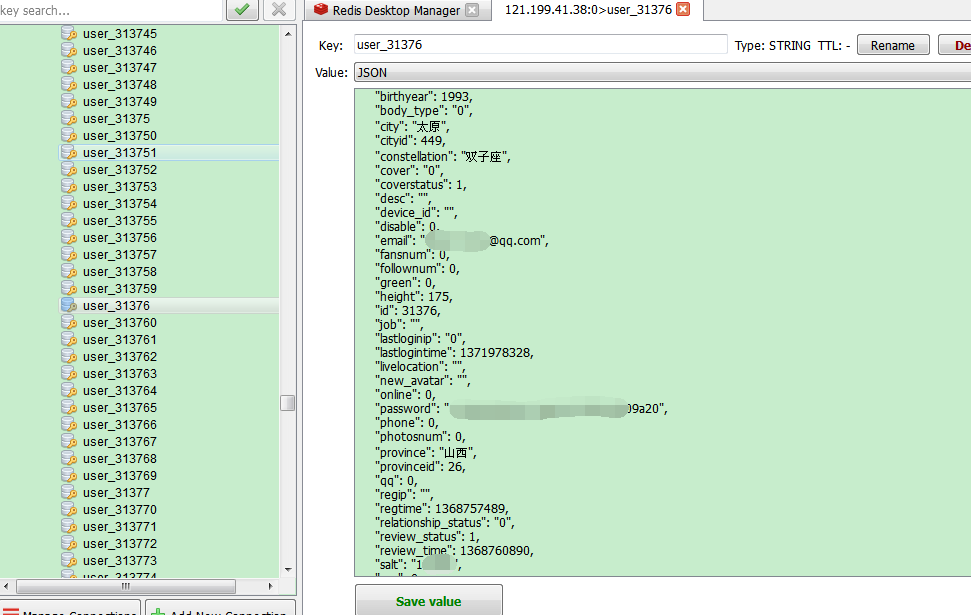 key search...
user_313745
user_313746
user_313747
user_313748
user_313749
user_31375
user_313750
user_313751
user_313752
user_313753
user_313754
user_313755
user_313756
user_313757
user_313758
user_313759
user_31376
user_313760
user_313761
user_313762
user_313763
user_313764
user_313765
user_313766
user_313767
user_313768
user_313769
user_31377
user_313770
user_313771
user_313772
user_313773
user_313774
Manage Connections
Add New Connection
Redis Desktop Manager
121.199.41.38:0>user_31376
Key: user_31376 Type: STRING TTL: - Rename De
Value: JSON
"birthyear": 1993,
"body_type": "0",
"city": "太原",
"cityid": 449,
"constellation": "双子座",
"cover": "0",
"coverstatus": 1,
"desc": "",
"device_id": "",
"disable": 0,
"email": " @qq.com",
"fansnum": 0,
"follownum": 0,
"green": 0,
"height": 175,
"id": 31376,
"job": "",
"lastloginip": "0",
"lastlogintime": 1371978328,
"livelocation": "",
"new_avatar": "",
"online": 0,
"password": " 09a20",
"phone": 0,
"photosnum": 0,
"province": "山西",
"provinceid": 26,
"qq": 0,
"regip": "",
"regtime": 1368757489,
"relationship_status": "0",
"review_status": 1,
"review_time": 1368760890,
"salt": "1 ",
Save value